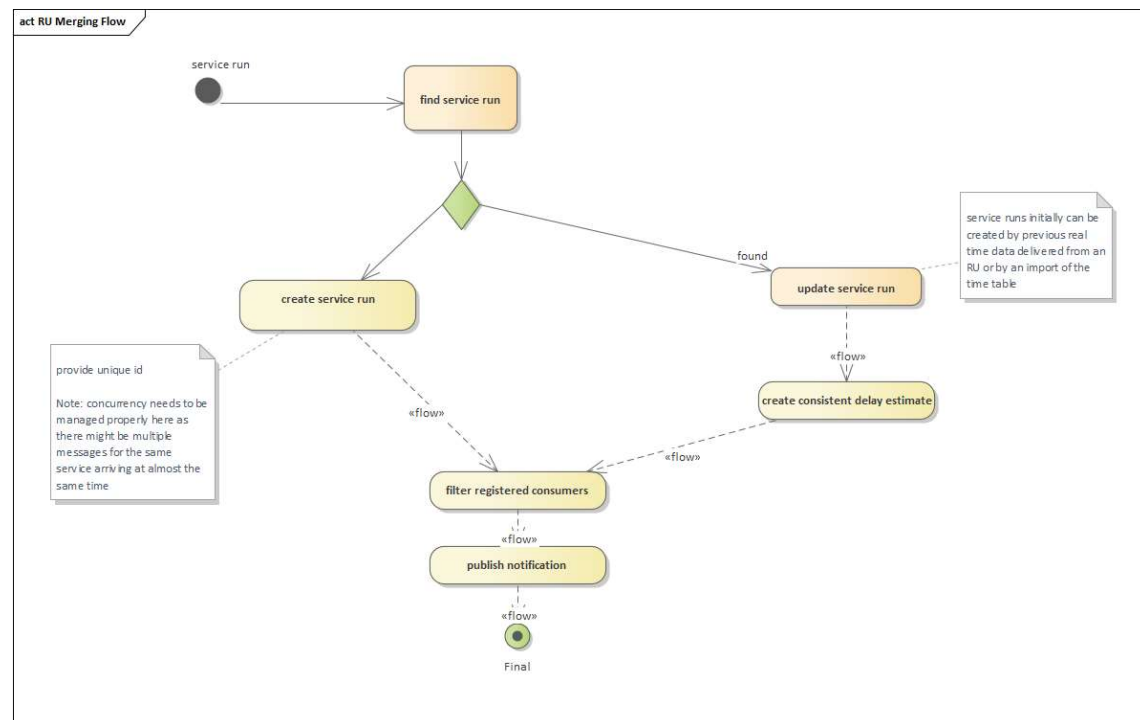 act RU Merging Flow
service run
find service run
found
service runs initially can be
created by previous real
time data delivered from an
RU or by an import of the
time table
create service run
update service run
provide unique id
Note: concurrency needs to be
managed properly here as
there might be multiple
messages for the same
service arriving at almost the
same time
«flow»
create consistent delay estimate
«flow»
«flow»
filter registered consumers
«flow»
publish notification
«flow»
Final